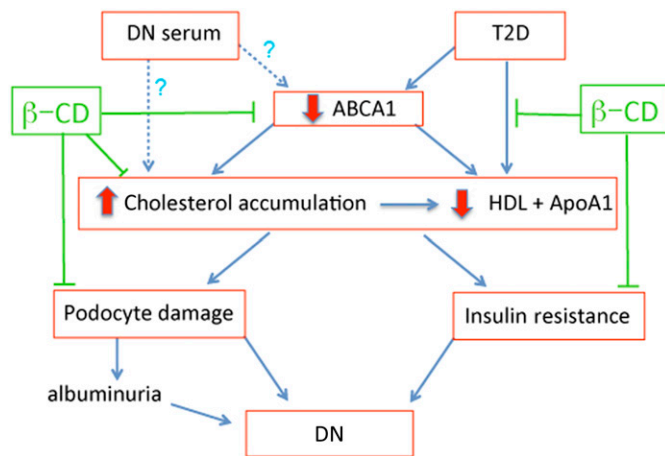 DN serum
T2D
?
?
β-CD
ABCA1
β-CD
Cholesterol accumulation
HDL + ApoA1
Podocyte damage
Insulin resistance
albuminuria
DN